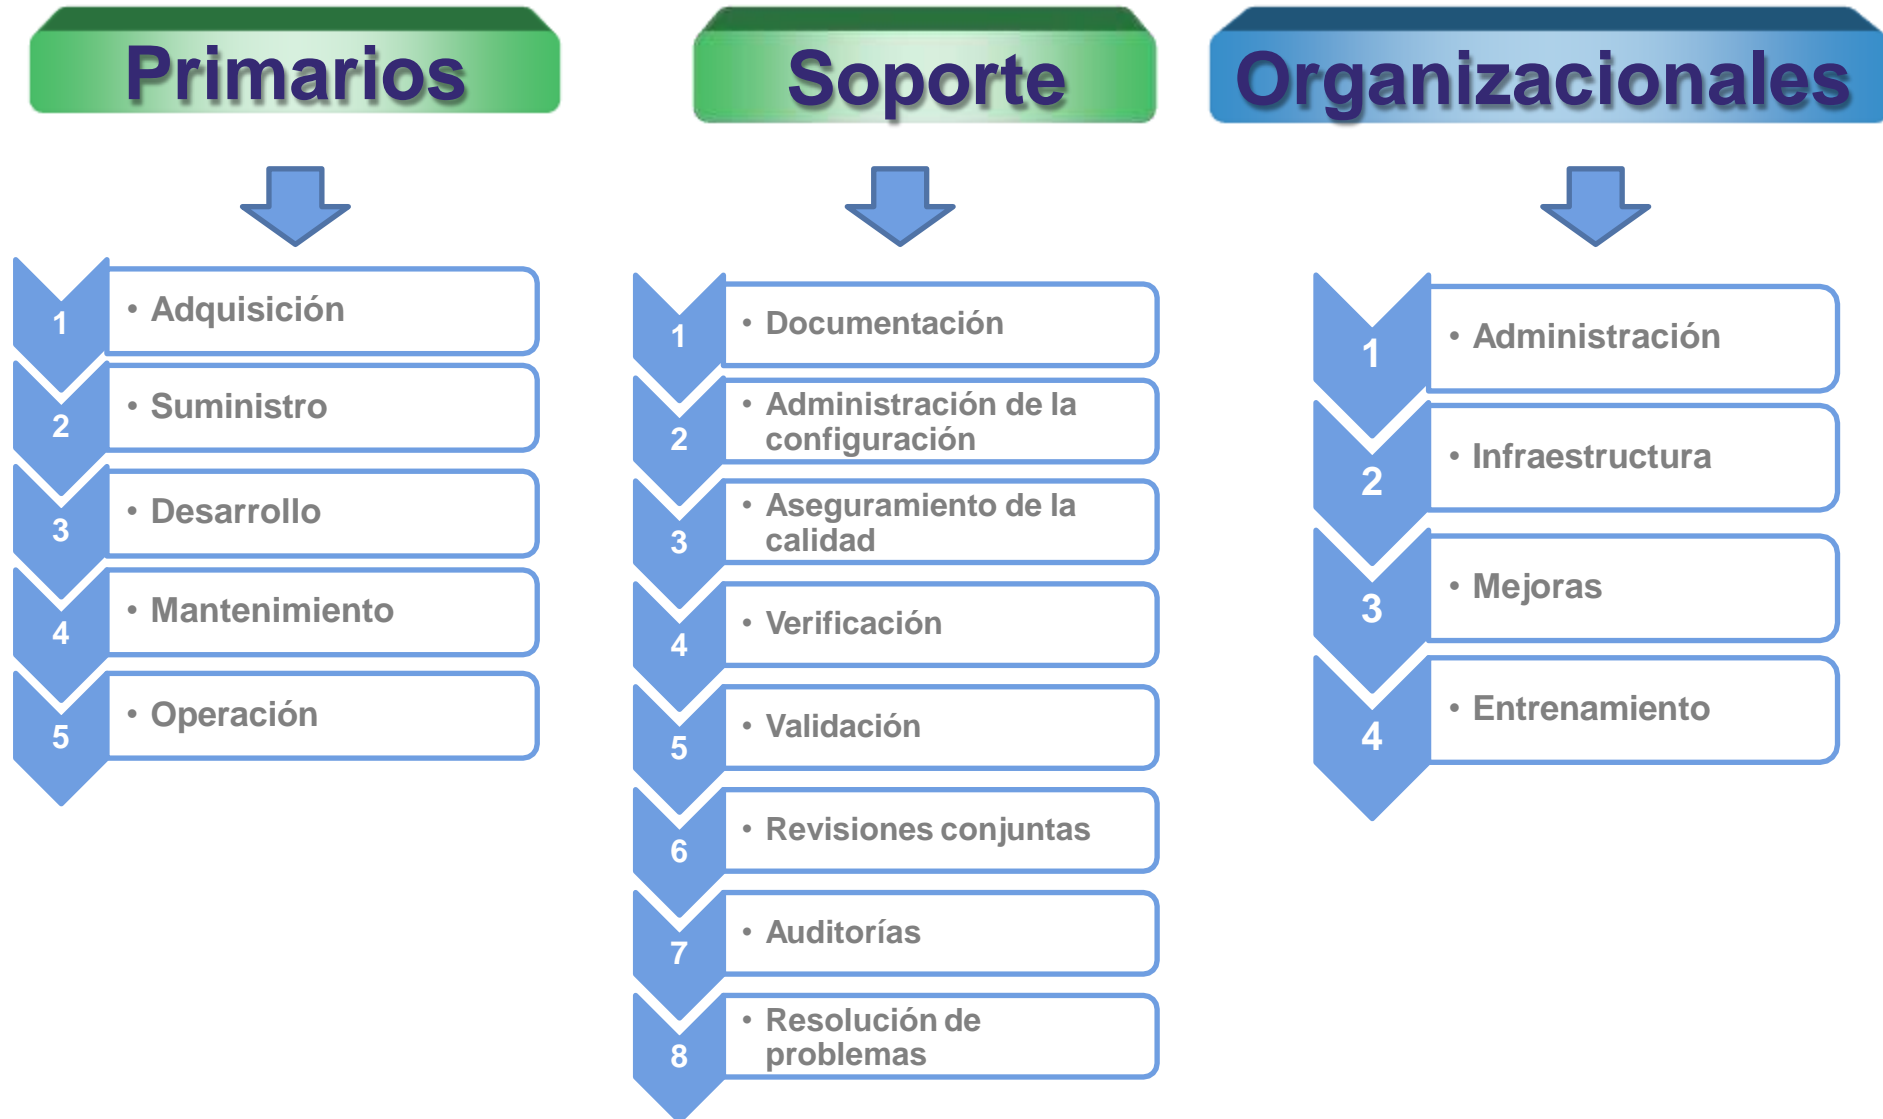 Primarios
1
• Adquisición
2
• Suministro
3
• Desarrollo
4
• Mantenimiento
5
• Operación
Soporte
1
• Documentación
2
• Administración de la
configuración
3
• Aseguramiento de la
calidad
4
• Verificación
5
• Validación
6
• Revisiones conjuntas
7
• Auditorías
8
• Resolución de
problemas
Organizacionales
1
• Administración
2
• Infraestructura
3
• Mejoras
4
• Entrenamiento